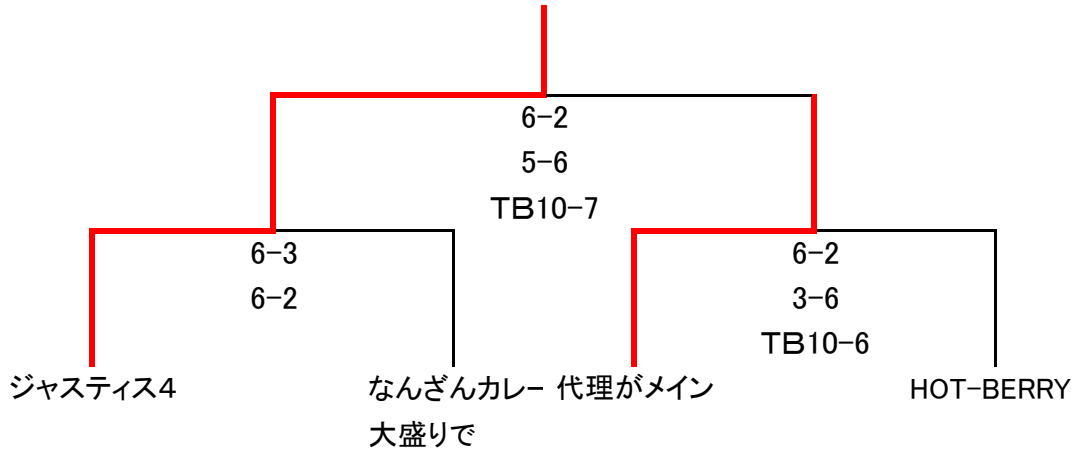 6-2
5-6
TB10-7
6-3
6-2
6-2
3-6
TB10-6
ジャスティス4
なんざんカレー
大盛りで
代理がメイン
HOT-BERRY